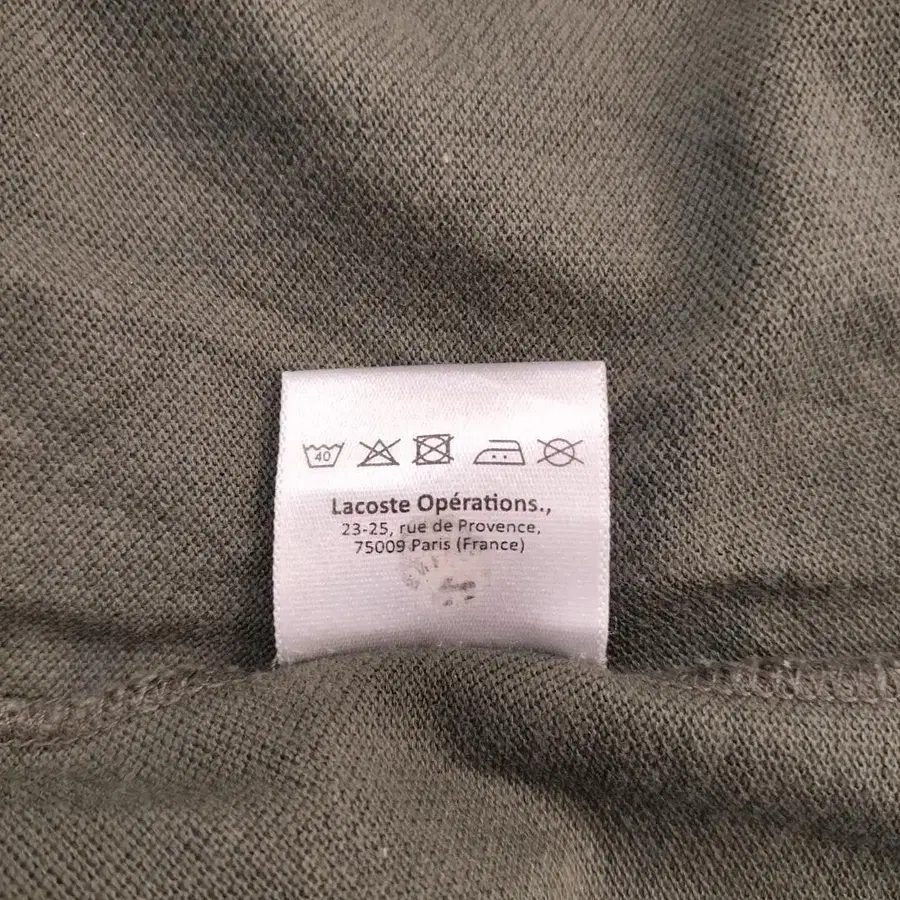 40
Lacoste Opérations.,
23-25, rue de Provence,
75009 Paris (France)